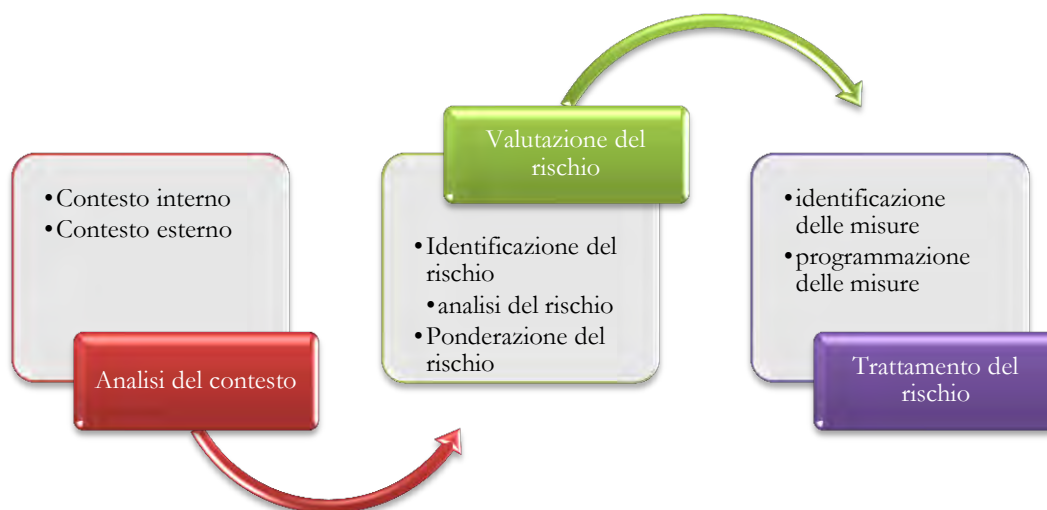 •Contesto interno
•Contesto esterno
Analisi del contesto
Valutazione del
rischio
•Identificazione del
rischio
•analisi del rischio
•Ponderazione del
rischio
•identificazione
delle misure
•programmazione
delle misure
Trattamento del
rischio